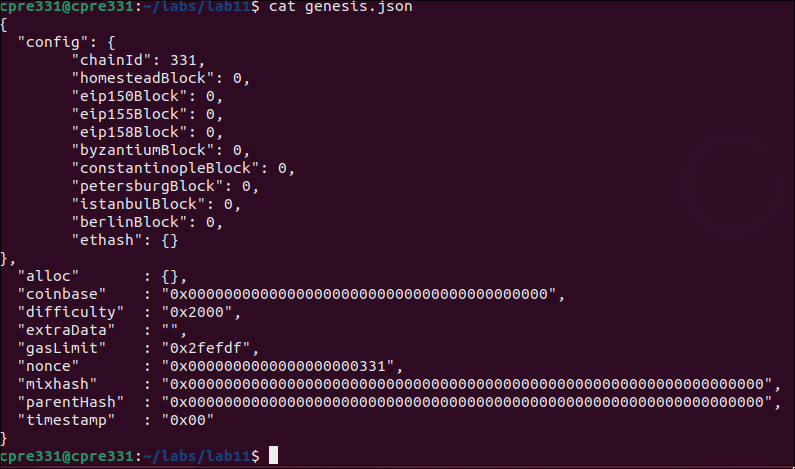 cpre331@cpre331:~/labs/lab11$ cat genesis.json
{
  "config": {
        "chainId": 331,
        "homesteadBlock": 0,
        "eip150Block": 0,
        "eip155Block": 0,
        "eip158Block": 0,
        "byzantiumBlock": 0,
        "constantinopleBlock": 0,
        "petersburgBlock": 0,
        "istanbulBlock": 0,
        "berlinBlock": 0,
        "ethash": {}
},
  "alloc"       : {},
  "coinbase"    : "0x0000000000000000000000000000000000000000",
  "difficulty"  : "0x2000",
  "extraData"   : "",
  "gasLimit"    : "0x2fefdf",
  "nonce"       : "0x0000000000000000000331",
  "mixhash"     : "0x0000000000000000000000000000000000000000000000000000000000000000",
  "parentHash"  : "0x0000000000000000000000000000000000000000000000000000000000000000",
  "timestamp"   : "0x00"
}
cpre331@cpre331:~/labs/lab11$